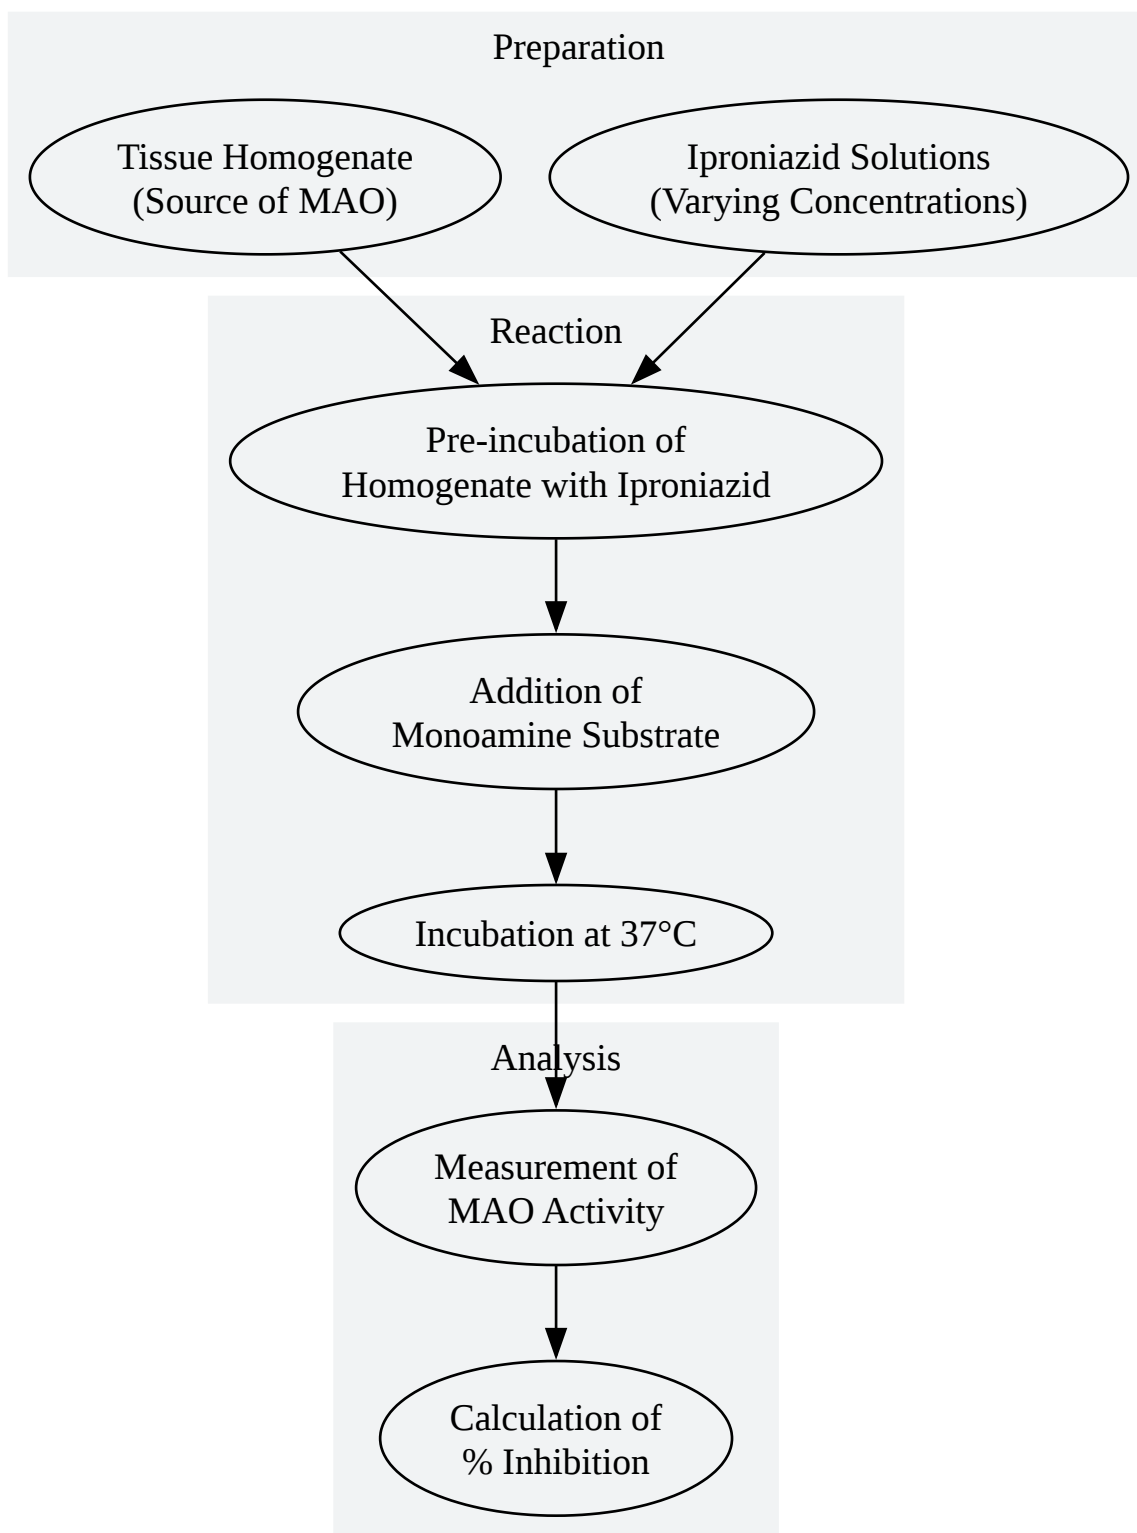 Preparation
Tissue Homogenate
(Source of MAO)
Iproniazid Solutions
(Varying Concentrations)
Reaction
Pre-incubation of
Homogenate with Iproniazid
Addition of
Monoamine Substrate
Incubation at 37°C
Analysis
Measurement of
MAO Activity
Calculation of
% Inhibition